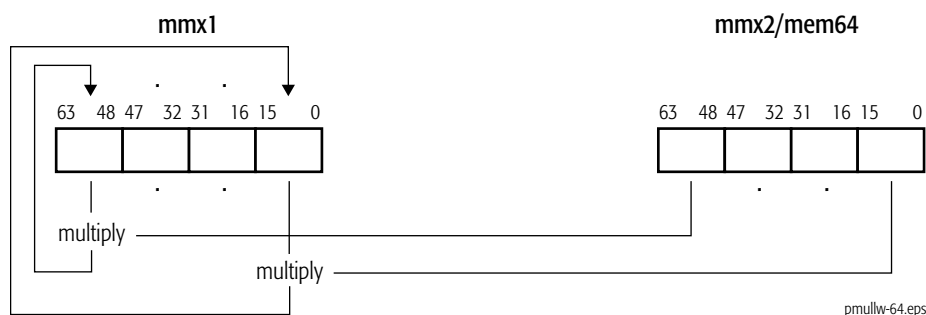 mmx1 mmx2/mem64
. .
63 48 47 32 31 16 15 0 63 48 47 32 31 16 15 0
. . . .
multiply
multiply
pmullw-64.eps